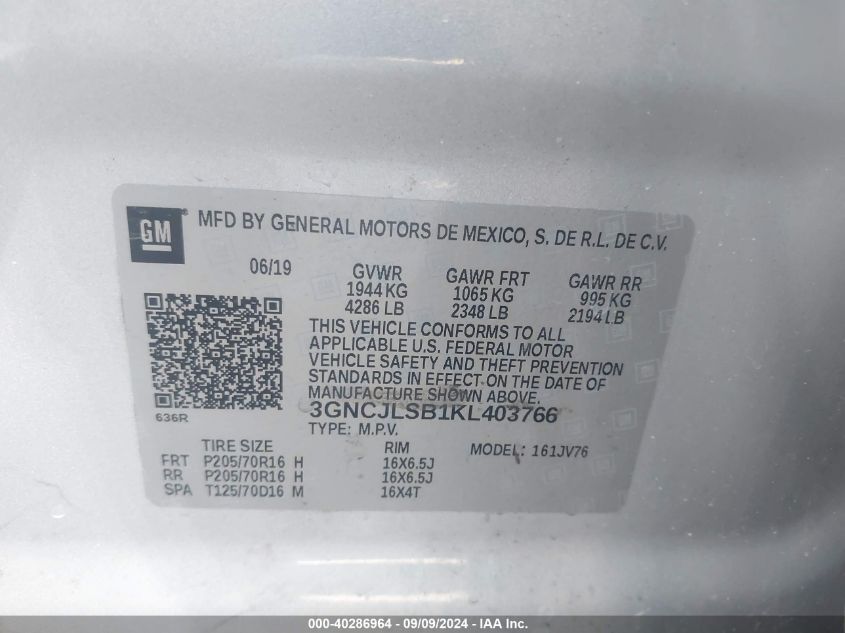 GM ® MFD BY GENERAL MOTORS DE MEXICO, S. DE R.L. DE C.V.
06/19 GVWR GAWR FRT GAWR RR
1944 KG 1065 KG 995 KG
4286 LB 2348 LB 2194 LB
THIS VEHICLE CONFORMS TO ALL
APPLICABLE U.S. FEDERAL MOTOR
VEHICLE SAFETY AND THEFT PREVENTION
STANDARDS IN EFFECT ON THE DATE OF
MANUFACTURE SHOWN ABOVE.
636R
3GNCJLSB1KL403766
TYPE: M.P.V.
TIRE SIZE RIM MODEL: 161JV76
FRT P205/70R16 H 16X6.5J
RR P205/70R16 H 16X6.5J
SPA T125/70D16 M 16X4T
000-40286964 - 09/09/2024 - IAA Inc.